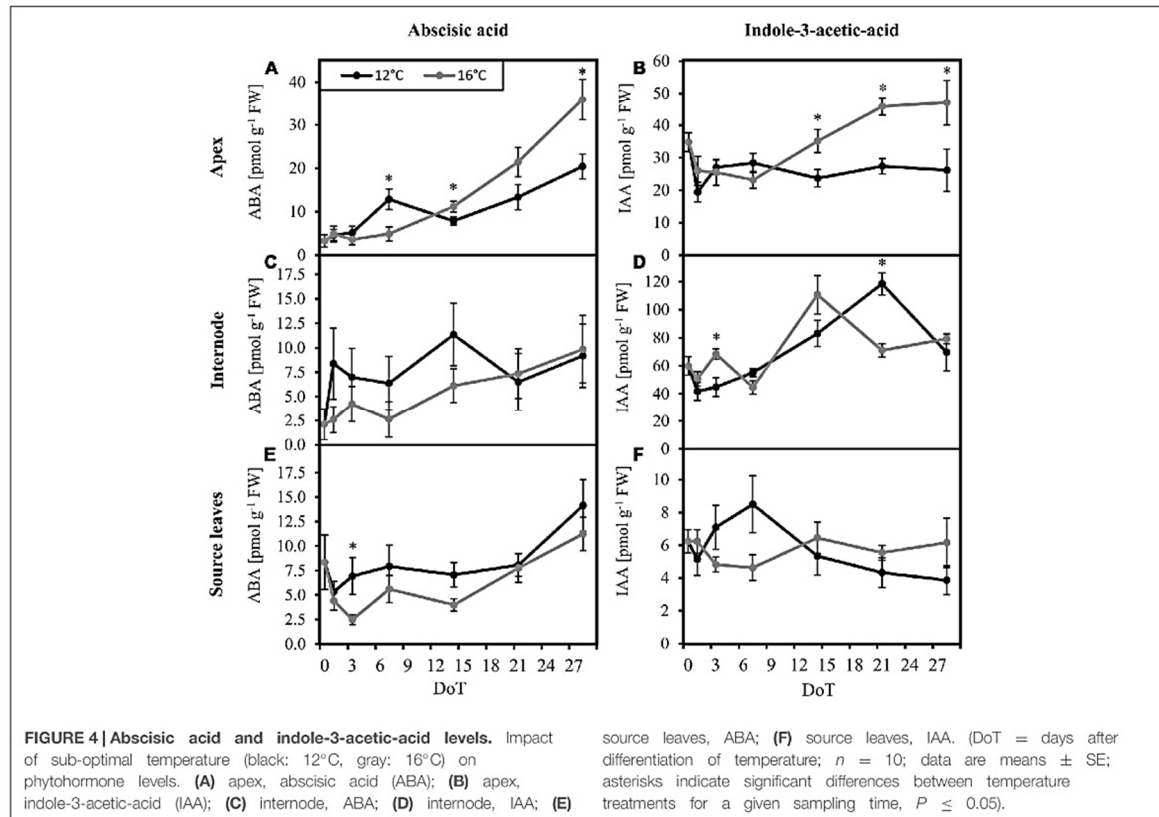 Abscisic acid
Indole-3-acetic-acid
A
12°C
16°C
*
*
*
40
30
20
10
0
ABA [pmol g-1 FW]
Apex
B
*
*
*
60
50
40
30
20
10
0
IAA [pmol g-1 FW]
C
17.5
15.0
12.5
10.0
7.5
5.0
2.5
0.0
ABA [pmol g-1 FW]
Internode
D
*
*
120
100
80
60
40
20
0
IAA [pmol g-1 FW]
E
*
17.5
15.0
12.5
10.0
7.5
5.0
2.5
0.0
ABA [pmol g-1 FW]
Source leaves
0 3 6 9 12 15 18 21 24 27
DoT
F
10
8
6
4
2
0
IAA [pmol g-1 FW]
0 3 6 9 12 15 18 21 24 27
DoT
FIGURE 4 | Abscisic acid and indole-3-acetic-acid levels. Impact
of sub-optimal temperature (black: 12°C, gray: 16°C) on
phytohormone levels. (A) apex, abscisic acid (ABA); (B) apex,
indole-3-acetic-acid (IAA); (C) internode, ABA; (D) internode, IAA; (E)
source leaves, ABA; (F) source leaves, IAA. (DoT = days after
differentiation of temperature; n = 10; data are means ± SE;
asterisks indicate significant differences between temperature
treatments for a given sampling time, P ≤ 0.05).